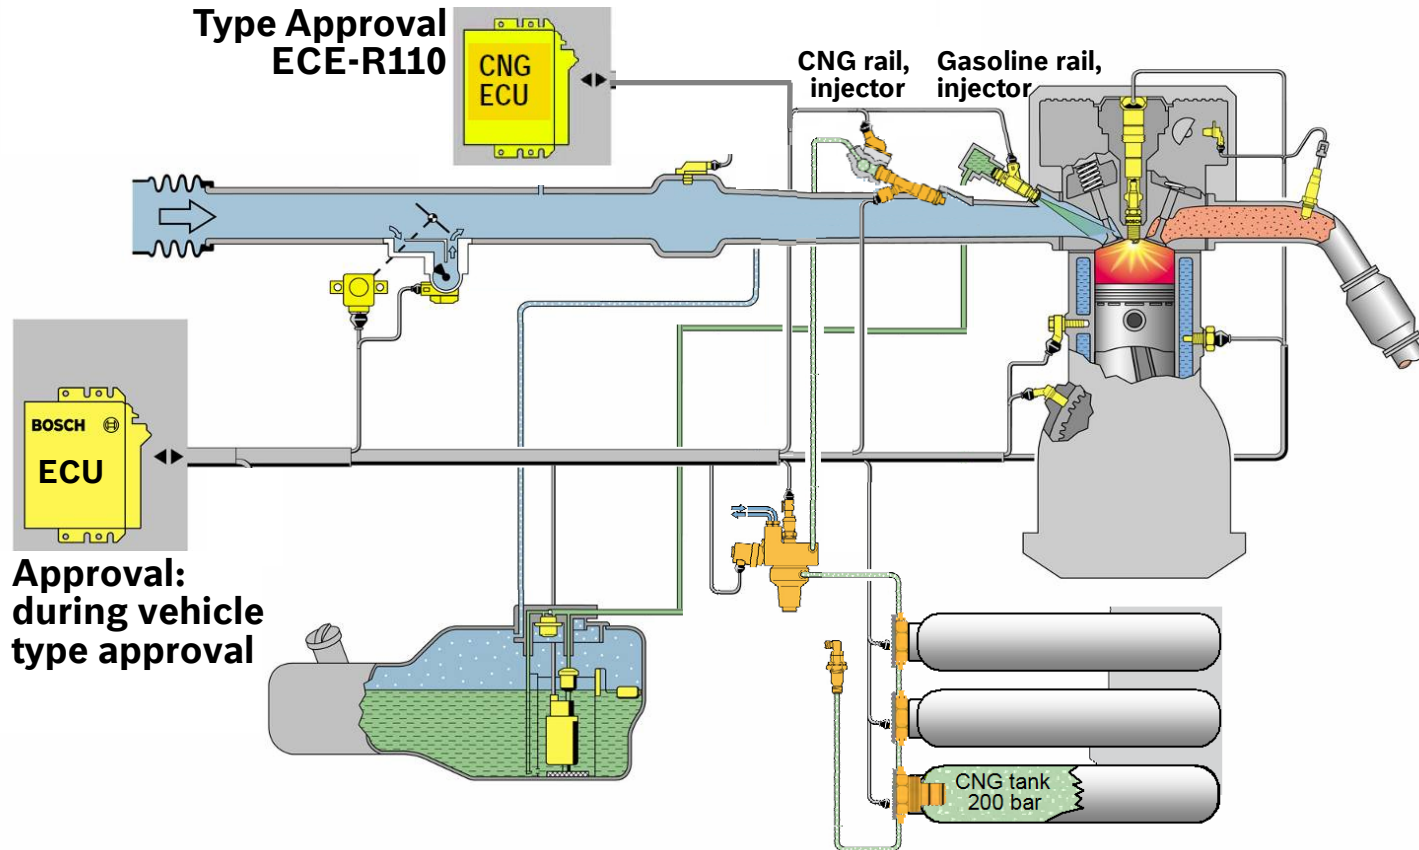 Type Approval
ECE-R110
CNG
ECU
CNG rail,
injector
Gasoline rail,
injector
BOSCH
ECU
Approval:
during vehicle
type approval
CNG tank
200 bar